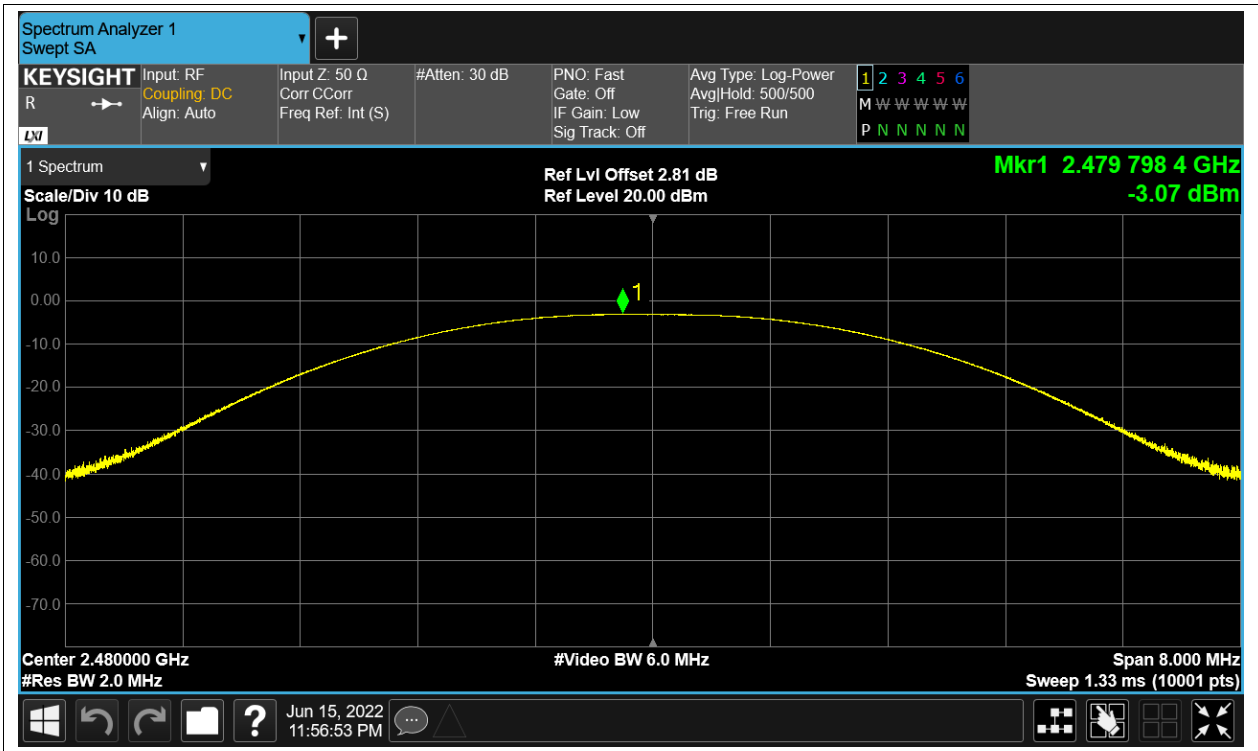 Spectrum Analyzer 1
Swept SA
KEYSIGHT
R
LXI
Input: RF
Coupling: DC
Align: Auto
Input Z: 50 Ω
Corr CCorr
Freq Ref: Int (S)
#Atten: 30 dB
PNO: Fast
Gate: Off
IF Gain: Low
Sig Track: Off
Avg Type: Log-Power
Avg|Hold: 500/500
Trig: Free Run
1 2 3 4 5 6
M W W W W W
P N N N N N
1 Spectrum
Scale/Div 10 dB
Log
Ref Lvl Offset 2.81 dB
Ref Level 20.00 dBm
Mkr1 2.479 798 4 GHz
-3.07 dBm
1
10.0
0.00
-10.0
-20.0
-30.0
-40.0
-50.0
-60.0
-70.0
Center 2.480000 GHz
#Res BW 2.0 MHz
#Video BW 6.0 MHz
Span 8.000 MHz
Sweep 1.33 ms (10001 pts)
?
Jun 15, 2022
11:56:53 PM